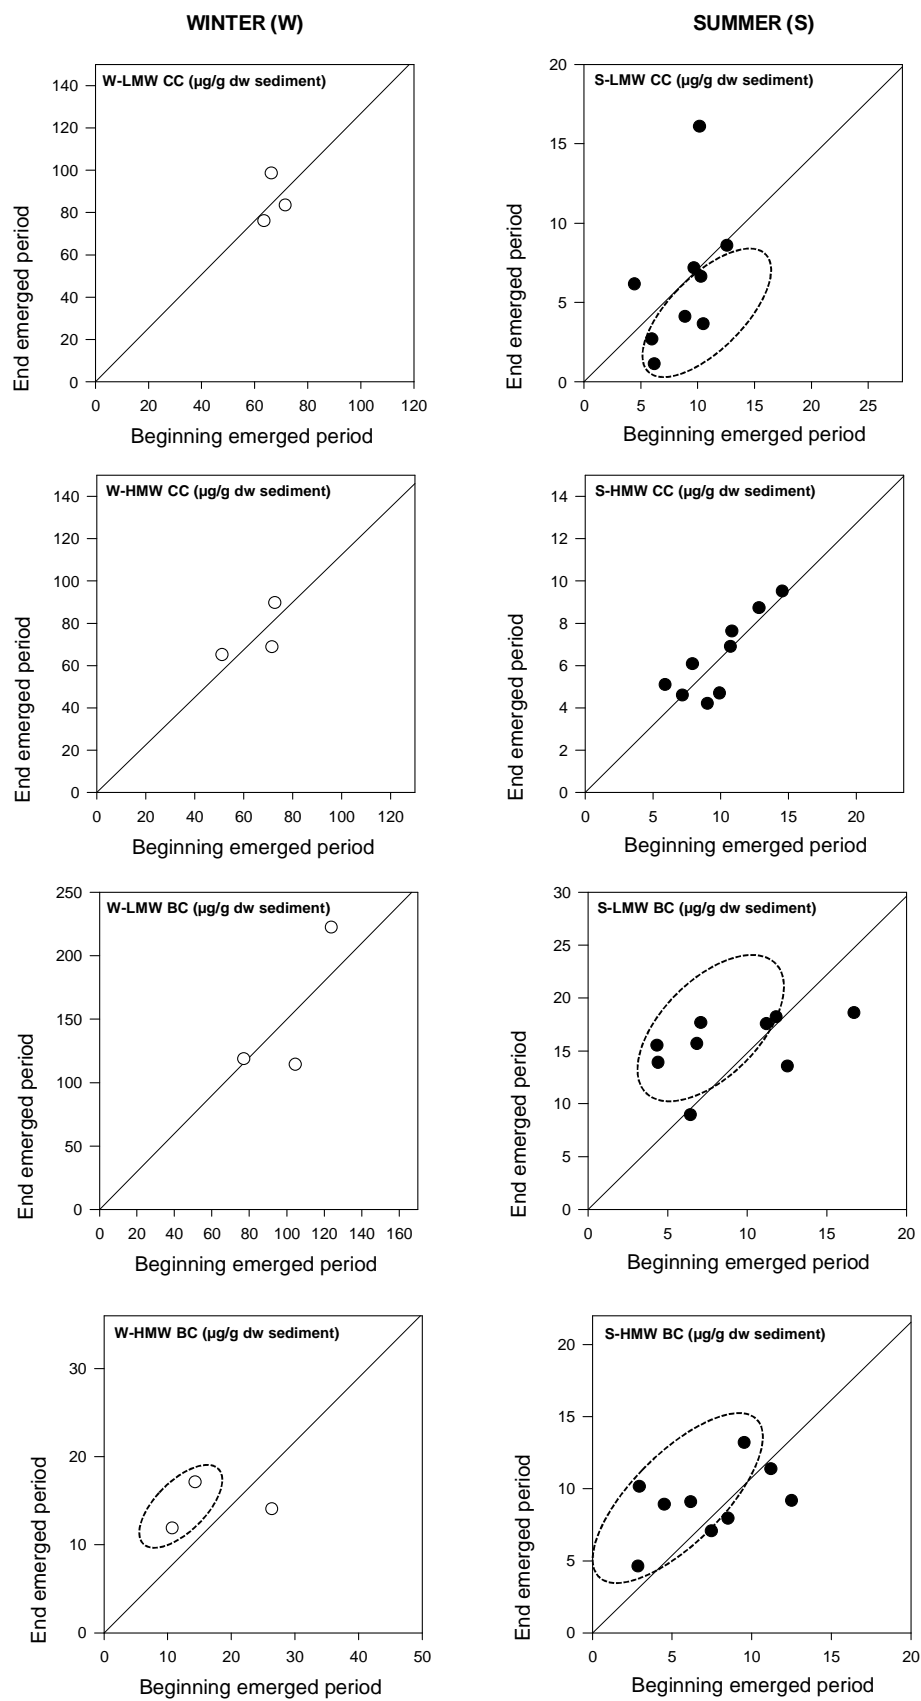 WINTER (W)
SUMMER (S)
W-LMW CC (µg/g dw sediment)
End emerged period
140
120
100
80
60
40
20
0
0 20 40 60 80 100 120
Beginning emerged period
S-LMW CC (µg/g dw sediment)
End emerged period
20
15
10
5
0
0 5 10 15 20 25
Beginning emerged period
W-HMW CC (µg/g dw sediment)
End emerged period
140
120
100
80
60
40
20
0
0 20 40 60 80 100 120
Beginning emerged period
S-HMW CC (µg/g dw sediment)
End emerged period
14
12
10
8
6
4
2
0
0 5 10 15 20
Beginning emerged period
W-LMW BC (µg/g dw sediment)
End emerged period
250
200
150
100
50
0
0 20 40 60 80 100 120 140 160
Beginning emerged period
S-LMW BC (µg/g dw sediment)
End emerged period
30
25
20
15
10
5
0
0 5 10 15 20
Beginning emerged period
W-HMW BC (µg/g dw sediment)
End emerged period
30
20
10
0
0 10 20 30 40 50
Beginning emerged period
S-HMW BC (µg/g dw sediment)
End emerged period
20
15
10
5
0
0 5 10 15 20
Beginning emerged period